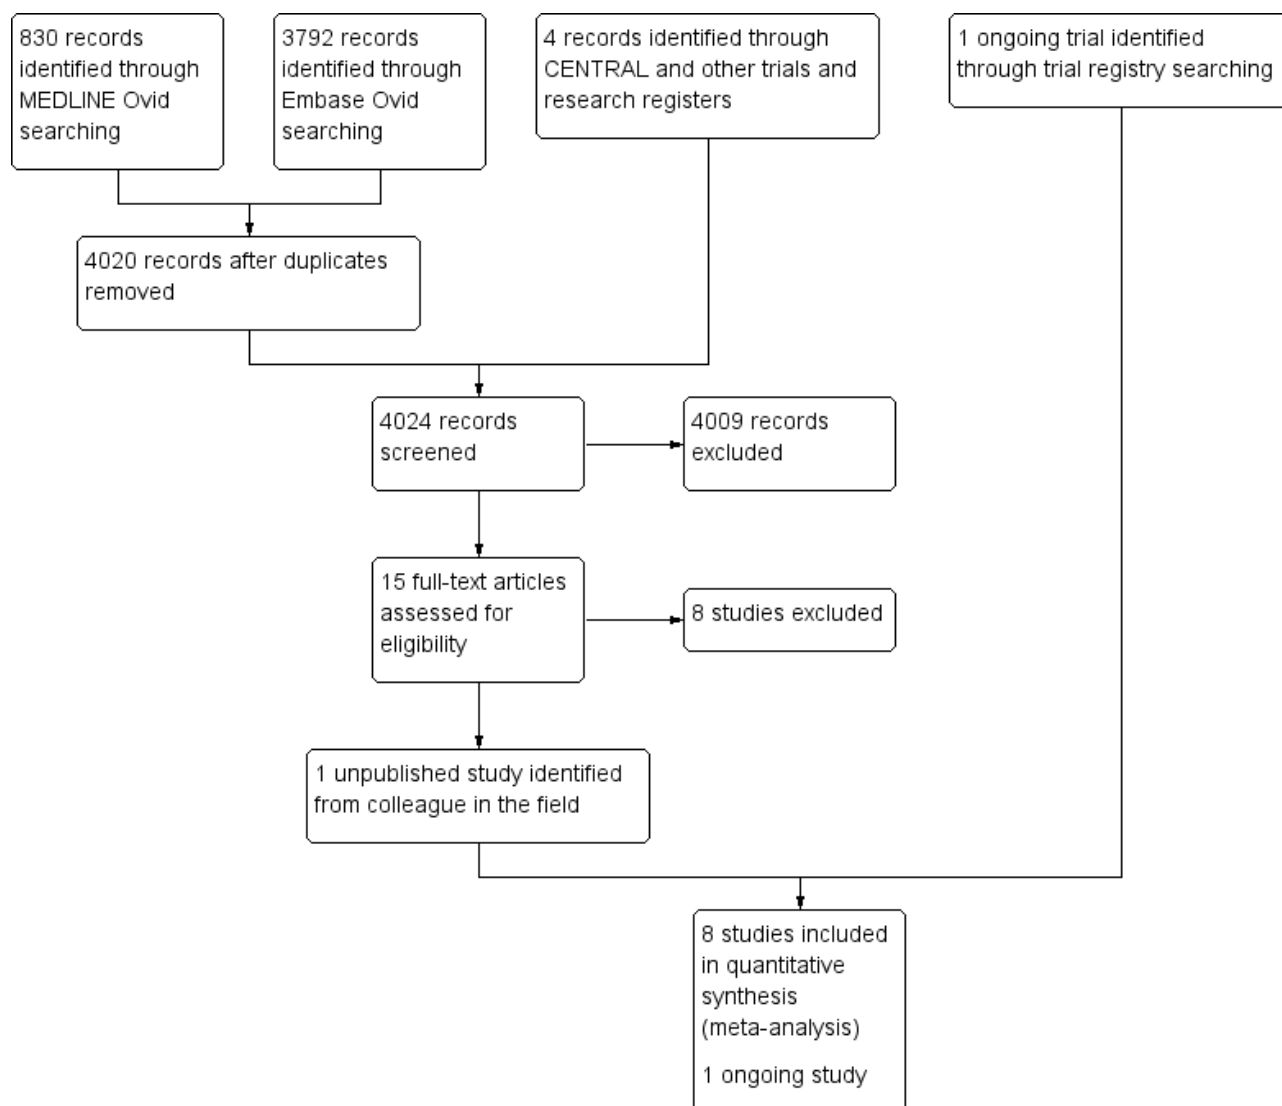 830 records
identified through
MEDLINE Ovid
searching
3792 records
identified through
Embase Ovid
searching
4 records identified through
CENTRAL and other trials and
research registers
1 ongoing trial identified
through trial registry searching
4020 records after duplicates
removed
4024 records
screened
4009 records
excluded
15 full-text articles
assessed for
eligibility
8 studies excluded
1 unpublished study identified
from colleague in the field
8 studies included
in quantitative
synthesis
(meta-analysis)
1 ongoing study